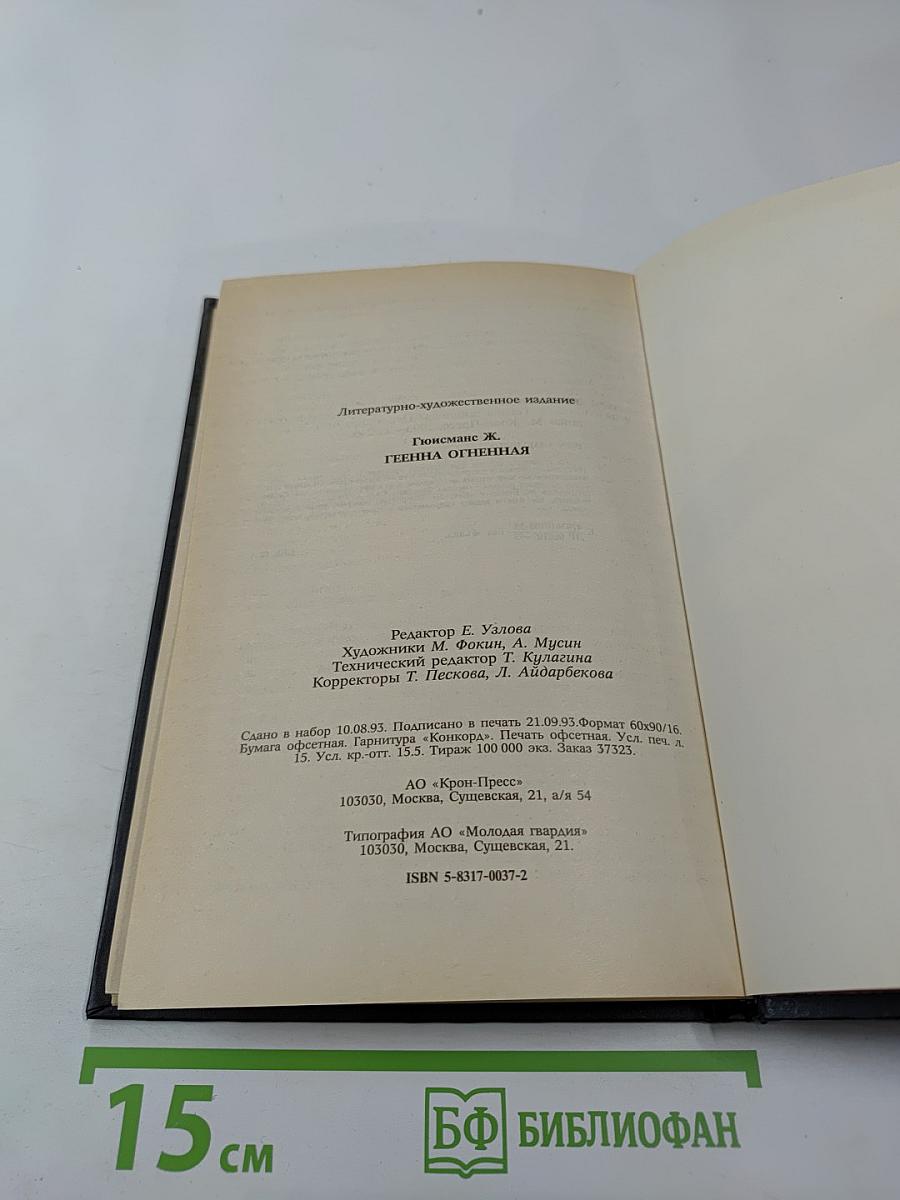 Литературно-художественное издание
Гюисманс Ж.
ГЕЕННА ОГНЕННАЯ
Редактор Е. Узлова
Художники М. Фокин, А. Мусин
Технический редактор Т. Кулагина
Корректоры Т. Пескова, Л. Айдарбекова
Сдано в набор 10.08.93. Подписано в печать 21.09.93.Формат 60х90/16.
Бумага офсетная. Гарнитура «Конкорд». Печать офсетная. Усл. печ. л.
15. Усл. кр.-отт. 15.5. Тираж 100 000 экз. Заказ 37323.
АО «Крон-Пресс»
103030, Москва, Сущевская, 21, а/я 54
Типография АО «Молодая гвардия»
103030, Москва, Сущевская, 21.
ISBN 5-8317-0037-2
15 см
БФ БИБЛИОФАН